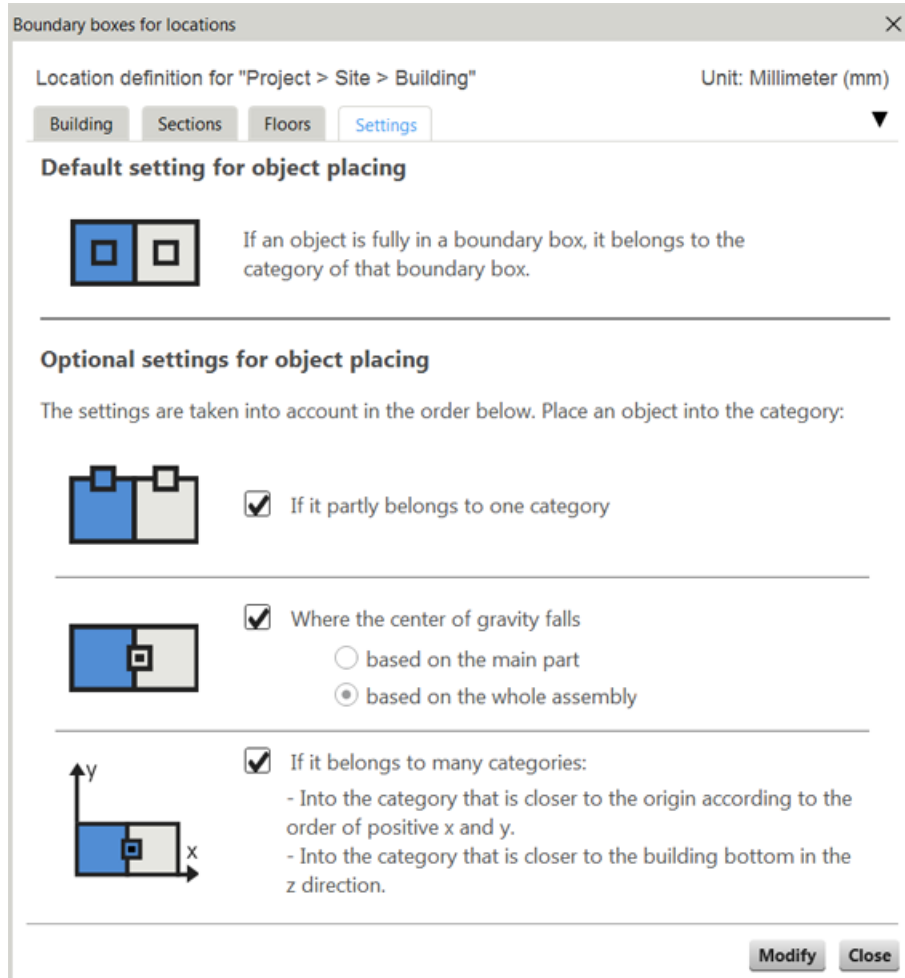 Boundary boxes for locations
Location definition for "Project > Site > Building"
Unit: Millimeter (mm)
Building
Sections
Floors
Settings
Default setting for object placing
If an object is fully in a boundary box, it belongs to the
category of that boundary box.
Optional settings for object placing
The settings are taken into account in the order below. Place an object into the category:
If it partly belongs to one category
Where the center of gravity falls
based on the main part
based on the whole assembly
y
x
If it belongs to many categories:
- Into the category that is closer to the origin according to the
order of positive x and y.
- Into the category that is closer to the building bottom in the
z direction.
Modify
Close